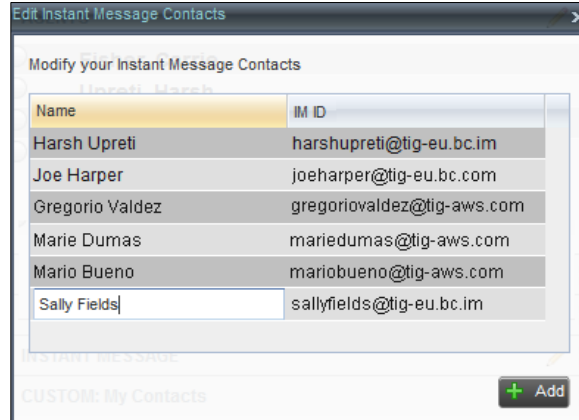 Edit Instant Message Contacts
Upreti, Harsh
Modify your Instant Message Contacts
Name IM ID
Harsh Upreti harshupreti@tig-eu.bc.im
Joe Harper joeharper@tig-eu.bc.com
Gregorio Valdez gregoriovaldez@tig-aws.com
Marie Dumas mariedumas@tig-aws.com
Mario Bueno mariobueno@tig-aws.com
Sally Fields sallyfields@tig-eu.bc.im
INSTANT MESSAGE
CUSTOM: My Contacts
Add